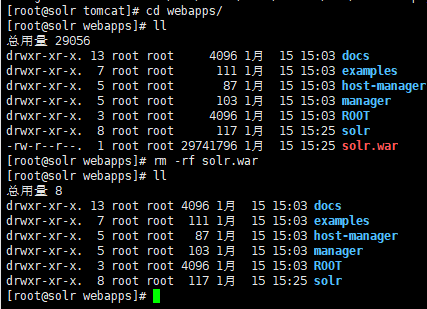 [root@solr tomcat]# cd webapps/
[root@solr webapps]# ll
总用量 29056
drwxr-xr-x. 13 root root     4096 1月  15 15:03 docs
drwxr-xr-x.  7 root root      111 1月  15 15:03 examples
drwxr-xr-x.  5 root root       87 1月  15 15:03 host-manager
drwxr-xr-x.  5 root root      103 1月  15 15:03 manager
drwxr-xr-x.  3 root root     4096 1月  15 15:03 ROOT
drwxr-xr-x.  8 root root      117 1月  15 15:25 solr
-rw-r--r--.  1 root root 29741796 1月  15 15:25 solr.war
[root@solr webapps]# rm -rf solr.war
[root@solr webapps]# ll
总用量 8
drwxr-xr-x. 13 root root 4096 1月  15 15:03 docs
drwxr-xr-x.  7 root root  111 1月  15 15:03 examples
drwxr-xr-x.  5 root root   87 1月  15 15:03 host-manager
drwxr-xr-x.  5 root root  103 1月  15 15:03 manager
drwxr-xr-x.  3 root root 4096 1月  15 15:03 ROOT
drwxr-xr-x.  8 root root  117 1月  15 15:25 solr
[root@solr webapps]#